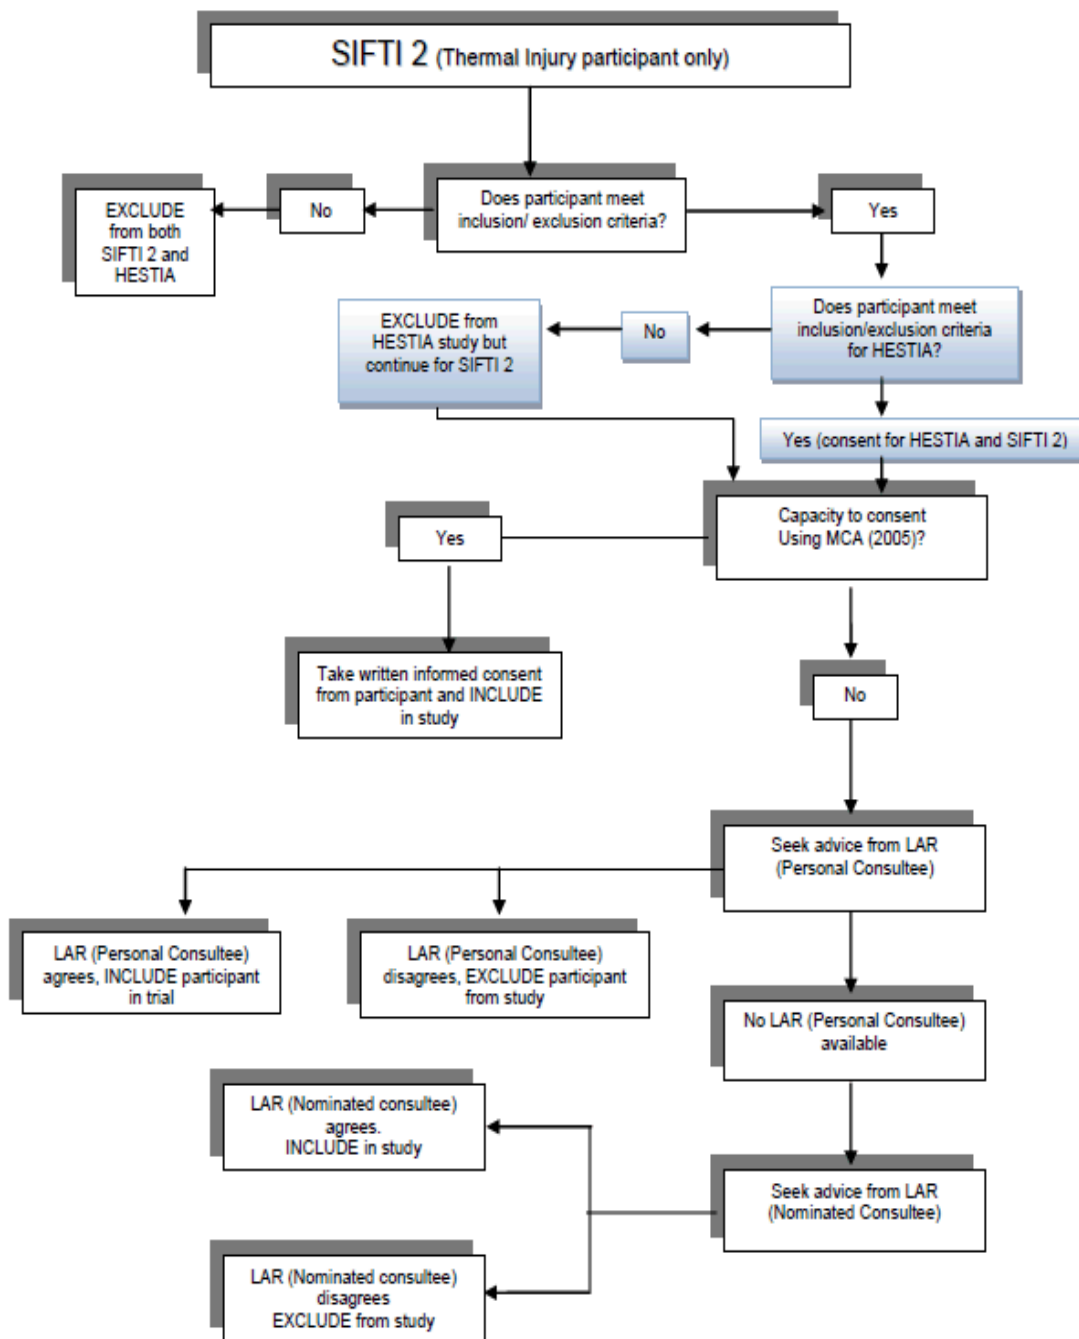 SIFTI 2 (Thermal Injury participant only)
Does participant meet
inclusion/ exclusion criteria?
No
EXCLUDE
from both
SIFTI 2 and
HESTIA
Yes
Does participant meet
inclusion/exclusion criteria
for HESTIA?
No
EXCLUDE from
HESTIA study but
continue for SIFTI 2
Yes (consent for HESTIA and SIFTI 2)
Capacity to consent
Using MCA (2005)?
Yes
Take written informed consent
from participant and INCLUDE
in study
No
Seek advice from LAR
(Personal Consultee)
LAR (Personal Consultee)
agrees, INCLUDE participant
in trial
LAR (Personal Consultee)
disagrees, EXCLUDE participant
from study
No LAR (Personal Consultee)
available
Seek advice from LAR
(Nominated Consultee)
LAR (Nominated consultee)
agrees.
INCLUDE in study
LAR (Nominated consultee)
disagrees
EXCLUDE from study